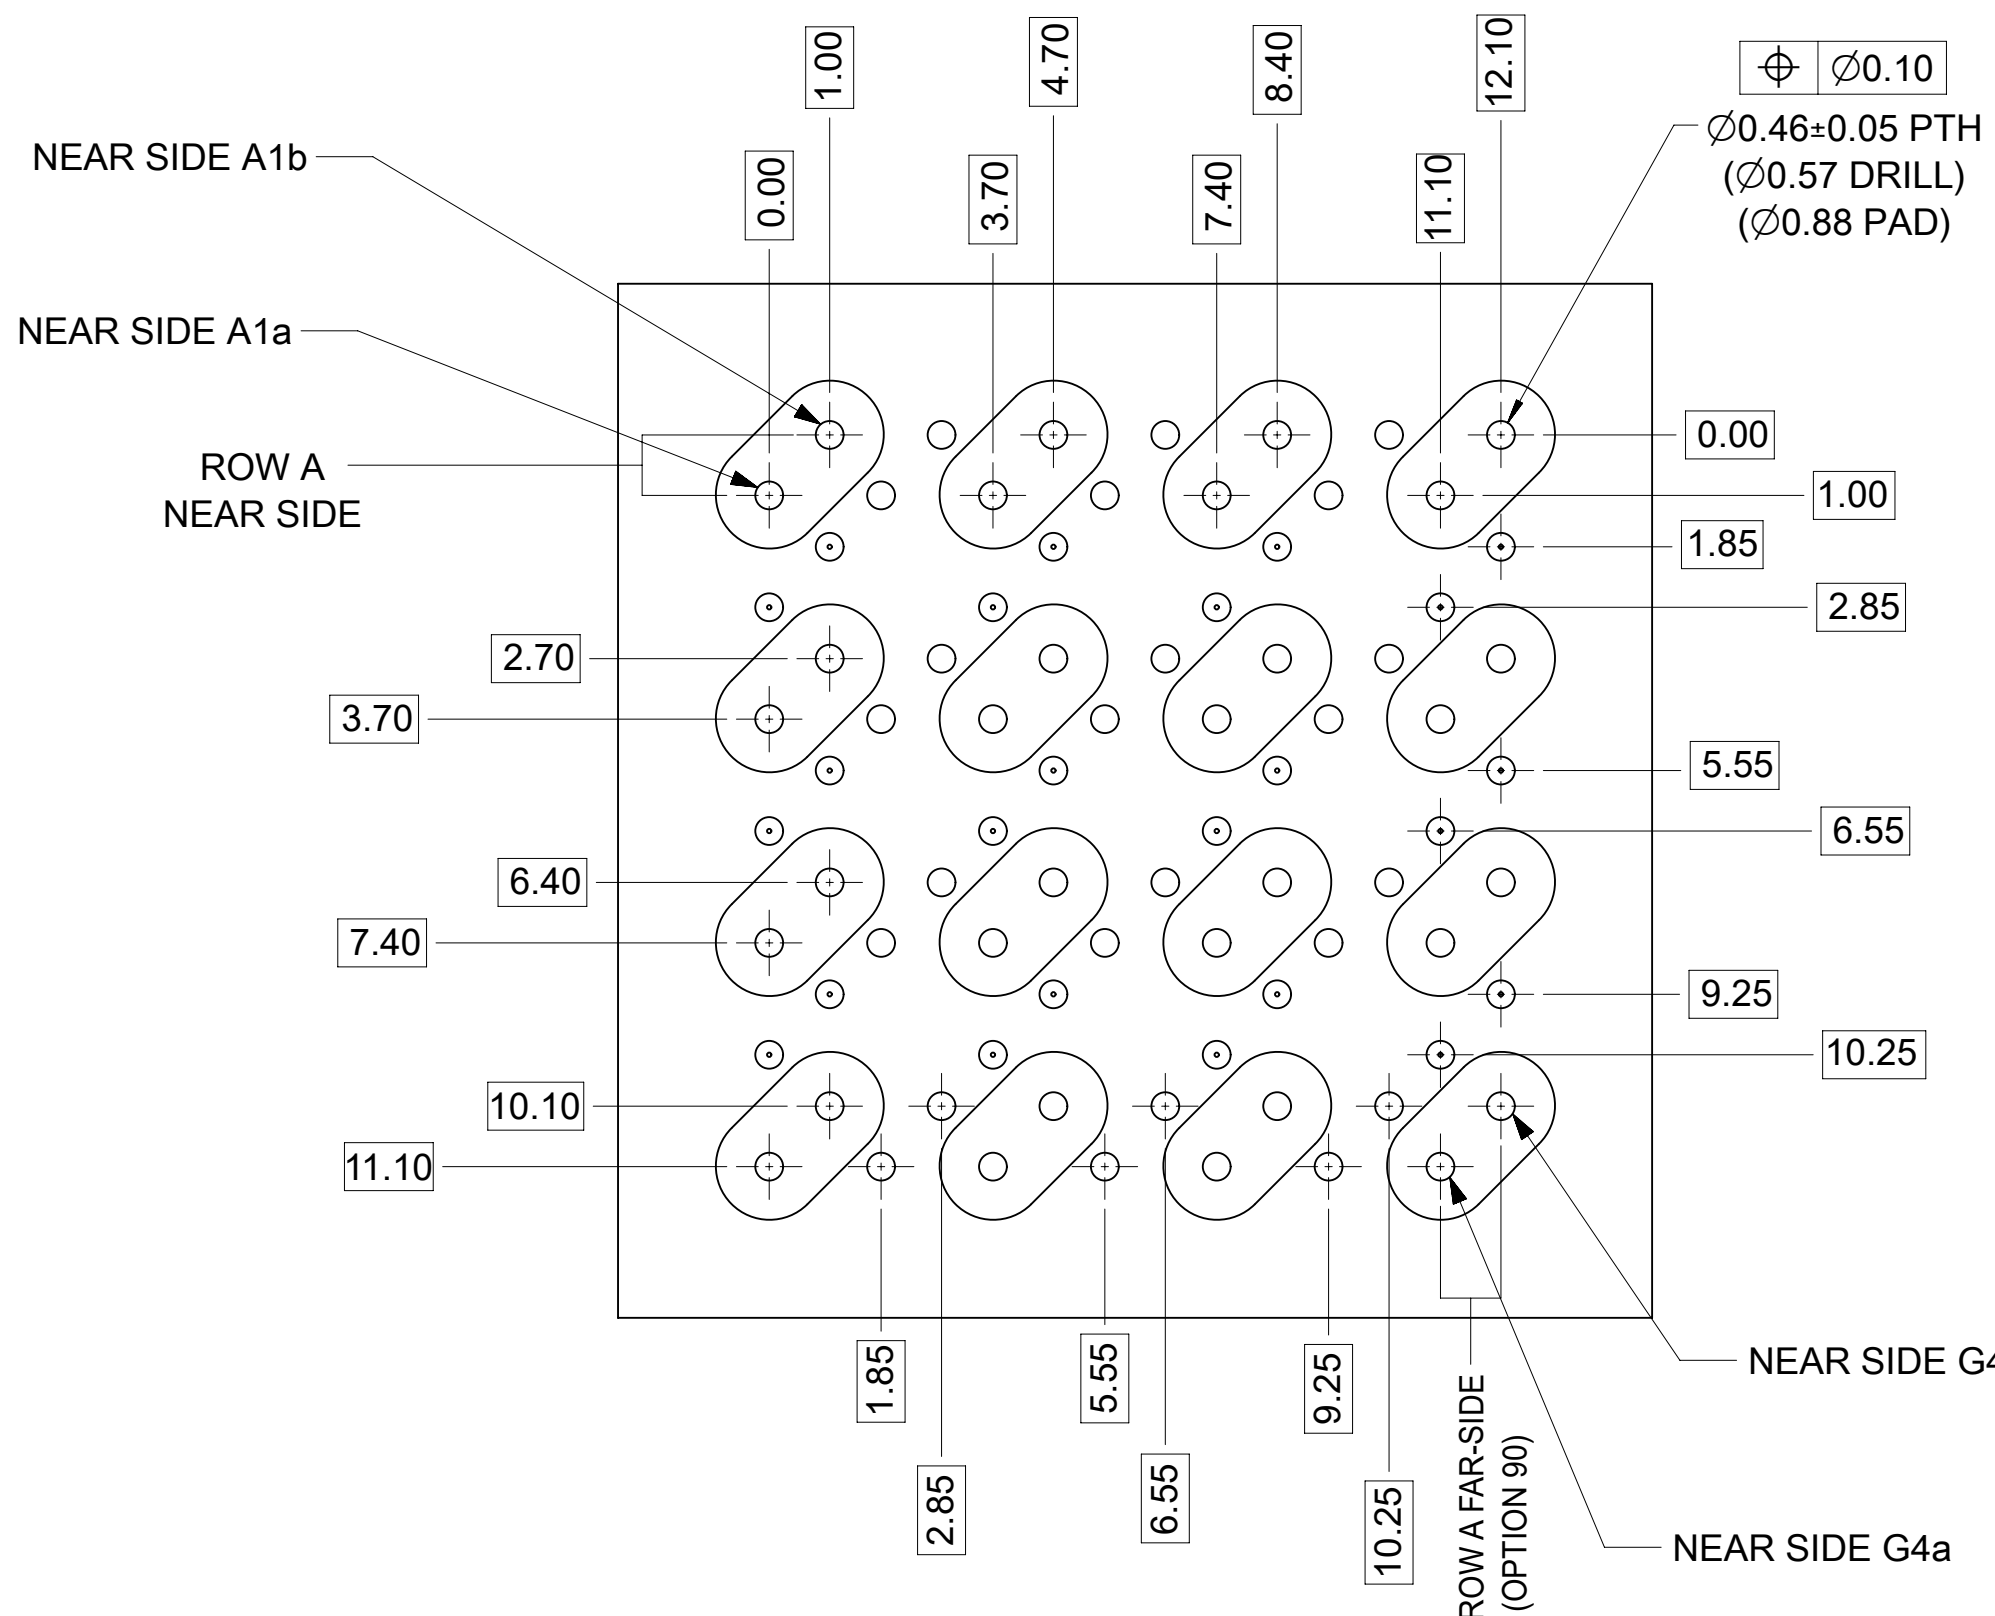 1.00
4.70
8.40
12.10
⌖ Ø0.10
Ø0.46±0.05 PTH
(Ø0.57 DRILL)
(Ø0.88 PAD)
NEAR SIDE A1b
0.00
3.70
7.40
11.10
NEAR SIDE A1a
ROW A
NEAR SIDE
0.00
1.00
1.85
2.85
2.70
3.70
5.55
6.55
6.40
7.40
9.25
10.25
10.10
11.10
1.85
5.55
9.25
2.85
6.55
10.25
ROW A FAR-SIDE
(OPTION 90)
NEAR SIDE G4
NEAR SIDE G4a